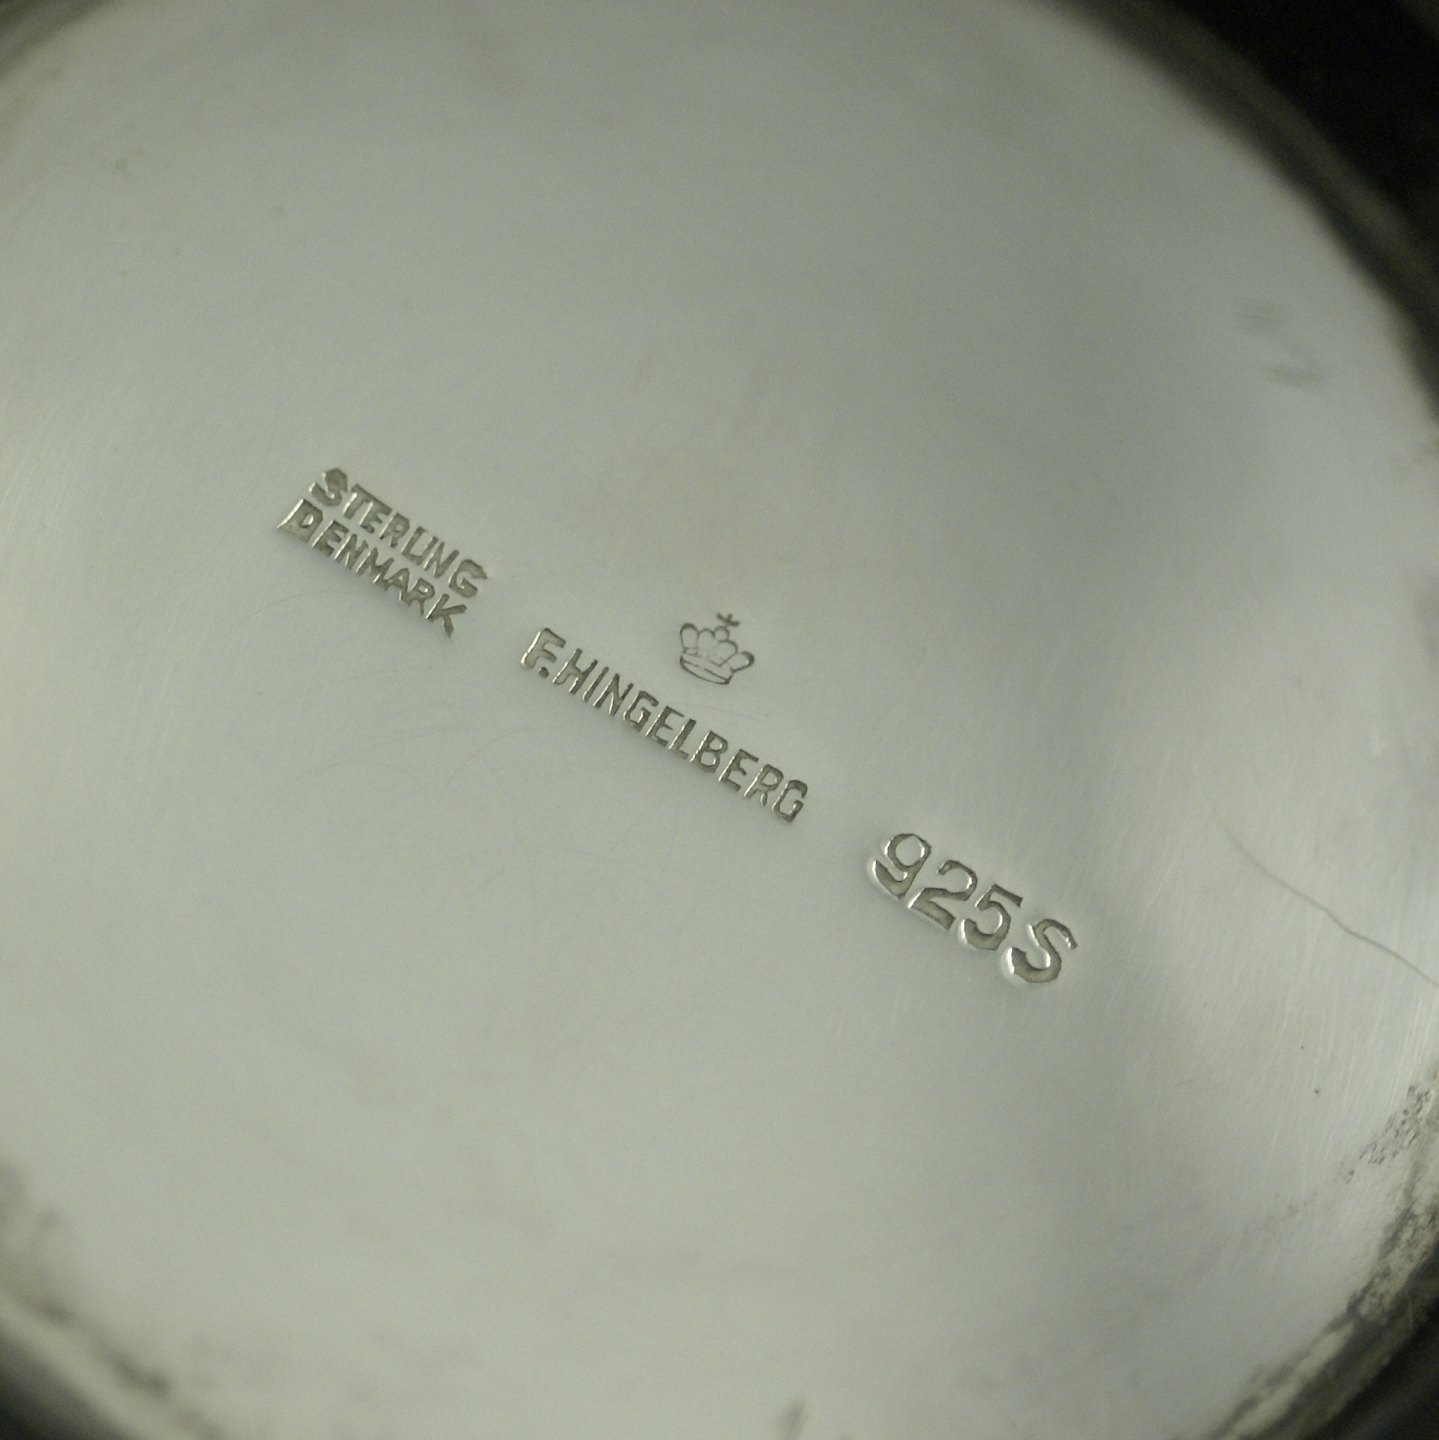 STERLING
DENMARK
F. HINGELBERG
925S